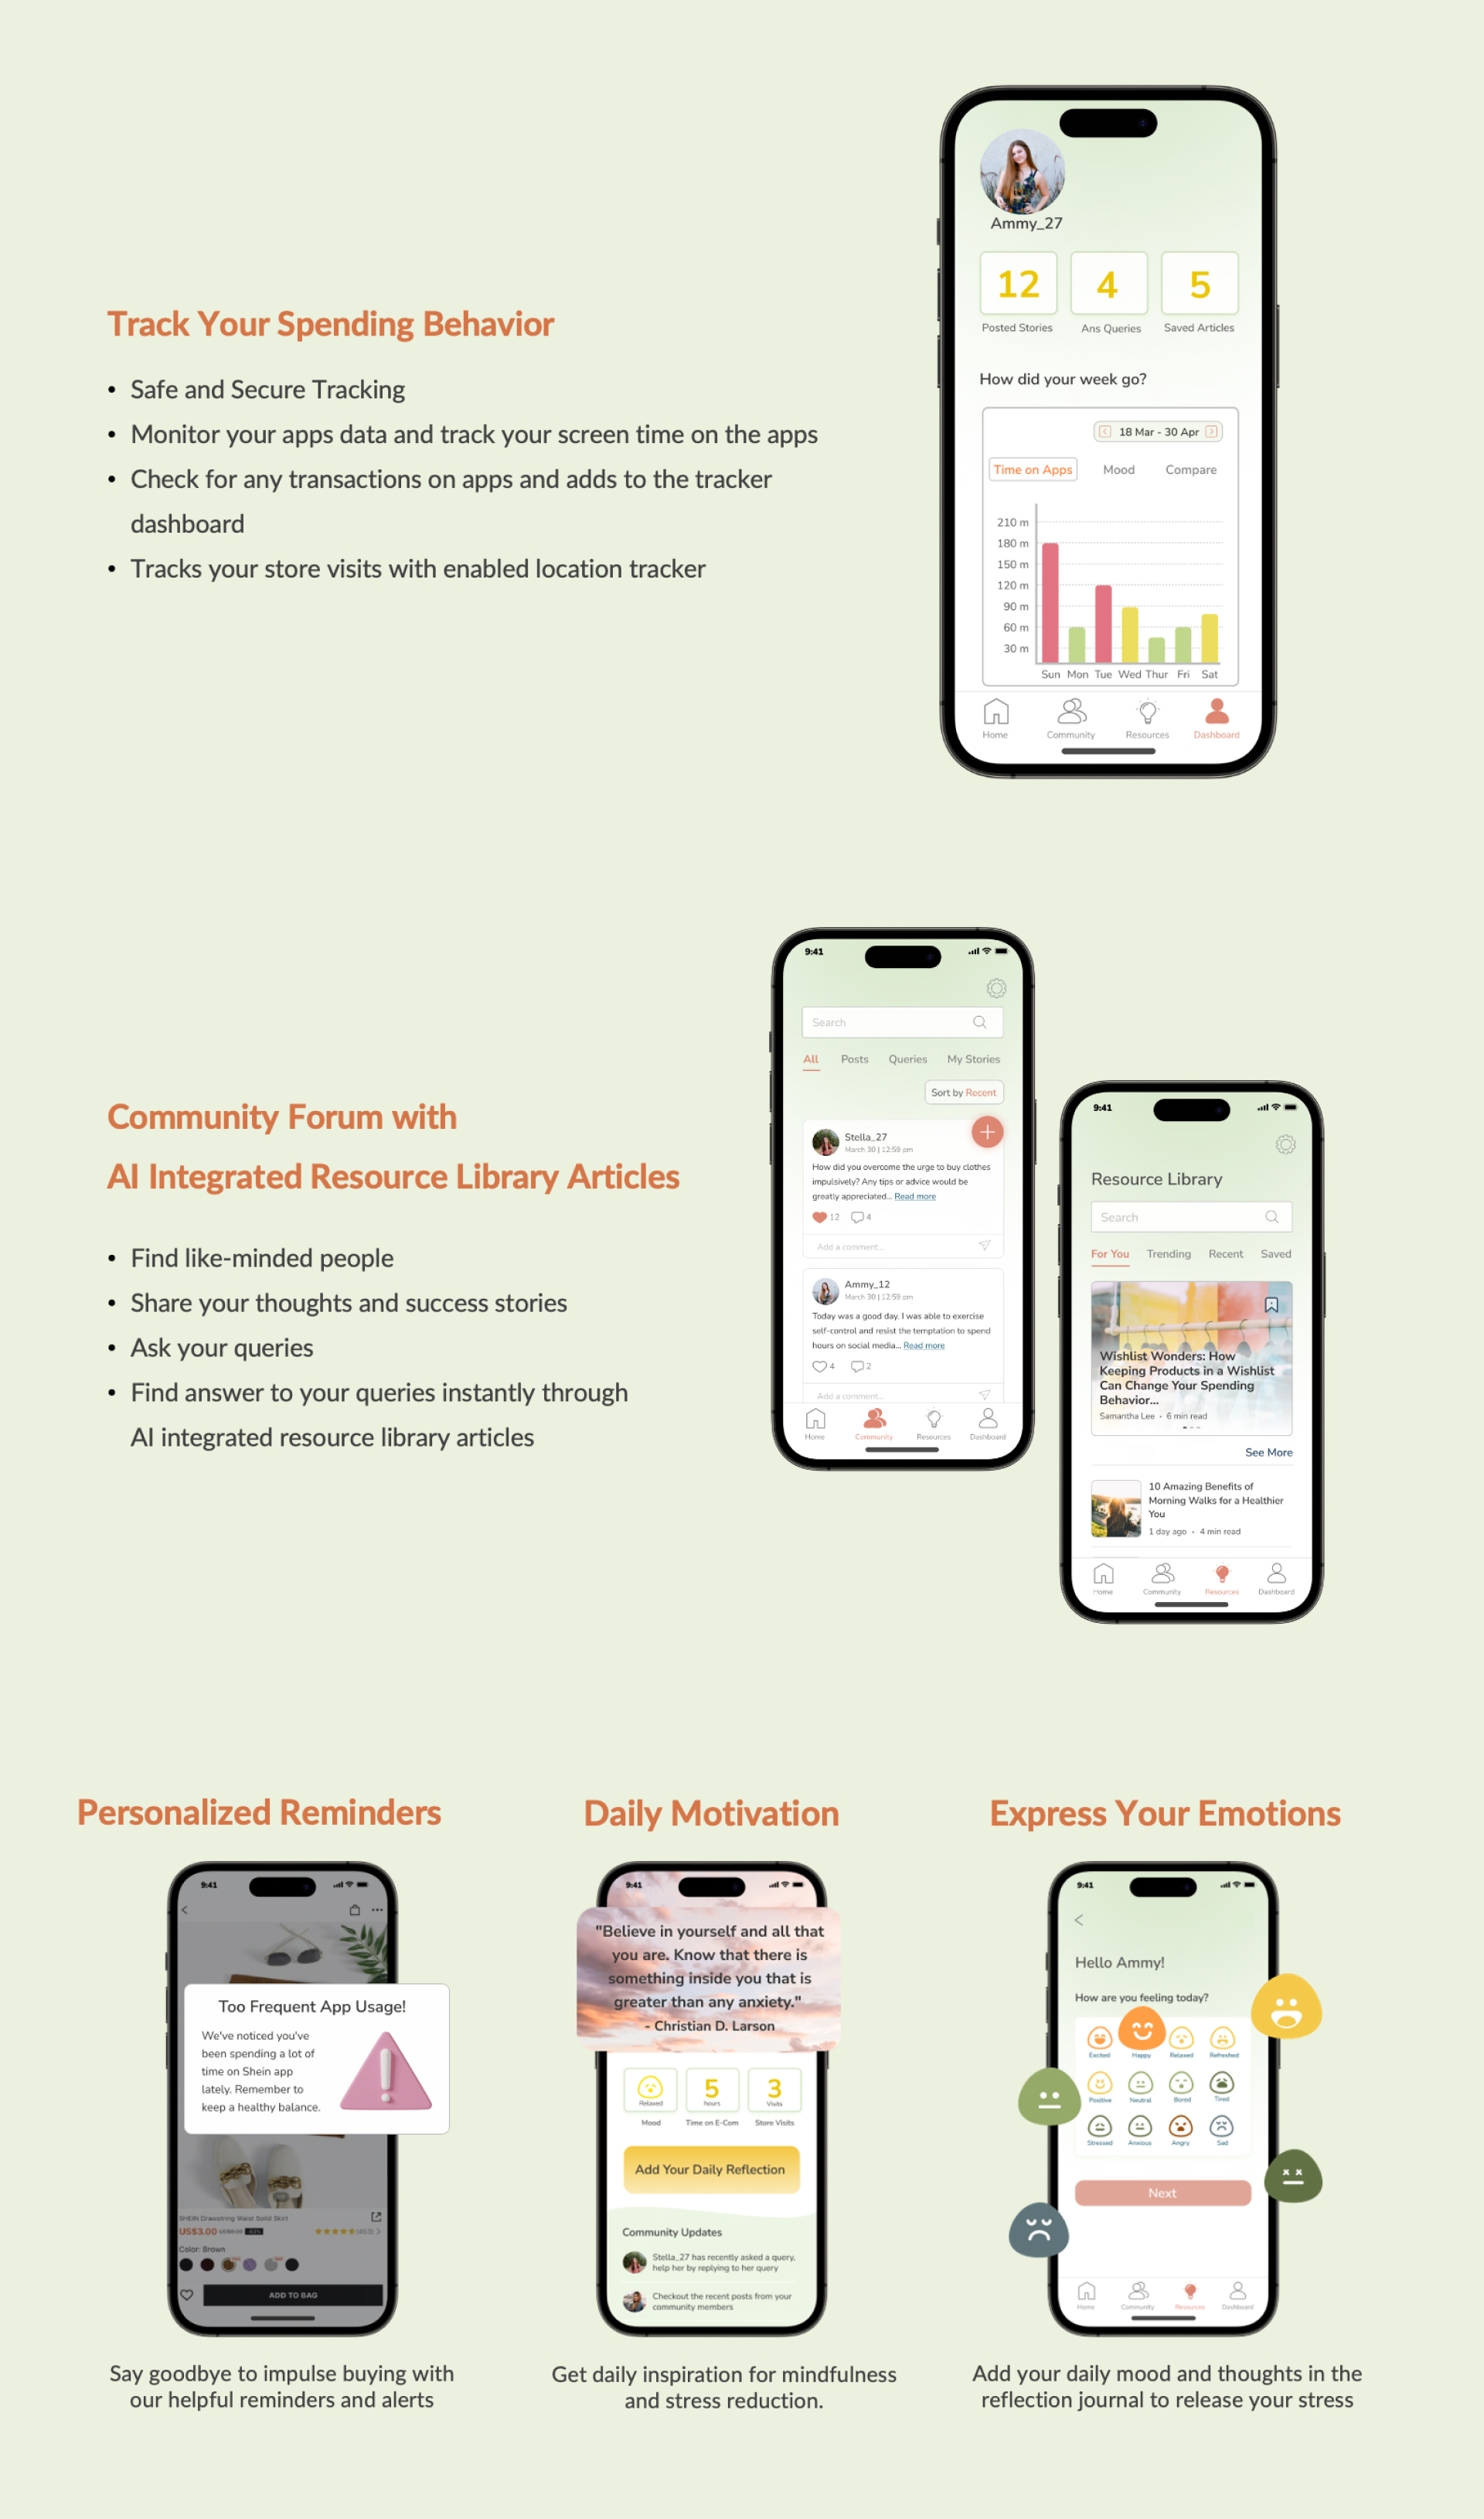 Ammy_27
12
4
5
Posted Stories
Ans Queries
Saved Articles
How did your week go?
18 Mar - 30 Apr
Time on Apps
Mood
Compare
210 m
180 m
150 m
120 m
90 m
60 m
30 m
Sun Mon Tue Wed Thur Fri Sat
Home
Community
Resources
Dashboard
Track Your Spending Behavior
• Safe and Secure Tracking
• Monitor your apps data and track your screen time on the apps
• Check for any transactions on apps and adds to the tracker
dashboard
• Tracks your store visits with enabled location tracker
Community Forum with
AI Integrated Resource Library Articles
• Find like-minded people
• Share your thoughts and success stories
• Ask your queries
• Find answer to your queries instantly through
AI integrated resource library articles
9:41
Search
All
Posts
Queries
My Stories
Sort by Recent
Stella_27
March 30 | 12:59 pm
How did you overcome the urge to buy clothes
impulsively? Any tips or advice would be
greatly appreciated... Read more
12
4
Add a comment...
Ammy_12
March 30 | 12:59 pm
Today was a good day. I was able to exercise
self-control and resist the temptation to spend
hours on social media... Read more
4
2
Add a comment...
Home
Community
Resources
Dashboard
9:41
Resource Library
Search
For You
Trending
Recent
Saved
Wishlist Wonders: How
Keeping Products in a Wishlist
Can Change Your Spending
Behavior...
Samantha Lee • 6 min read
See More
10 Amazing Benefits of
Morning Walks for a Healthier
You
1 day ago • 4 min read
Home
Community
Resources
Dashboard
Personalized Reminders
9:41
Too Frequent App Usage!
We've noticed you've
been spending a lot of
time on Shein app
lately. Remember to
keep a healthy balance.
SHEIN Drawstring Waist Solid Skirt
US$3.00
Color: Brown
ADD TO BAG
Say goodbye to impulse buying with
our helpful reminders and alerts
Daily Motivation
9:41
"Believe in yourself and all that
you are. Know that there is
something inside you that is
greater than any anxiety."
- Christian D. Larson
Relaxed
5
hours
3
Visits
Mood
Time on E-Com
Store Visits
Add Your Daily Reflection
Community Updates
Stella_27 has recently asked a query,
help her by replying to her query
Checkout the recent posts from your
community members
Get daily inspiration for mindfulness
and stress reduction.
Express Your Emotions
9:41
Hello Ammy!
How are you feeling today?
Excited
Happy
Relaxed
Refreshed
Positive
Neutral
Bored
Tired
Stressed
Anxious
Angry
Sad
Next
Home
Community
Resources
Dashboard
Add your daily mood and thoughts in the
reflection journal to release your stress